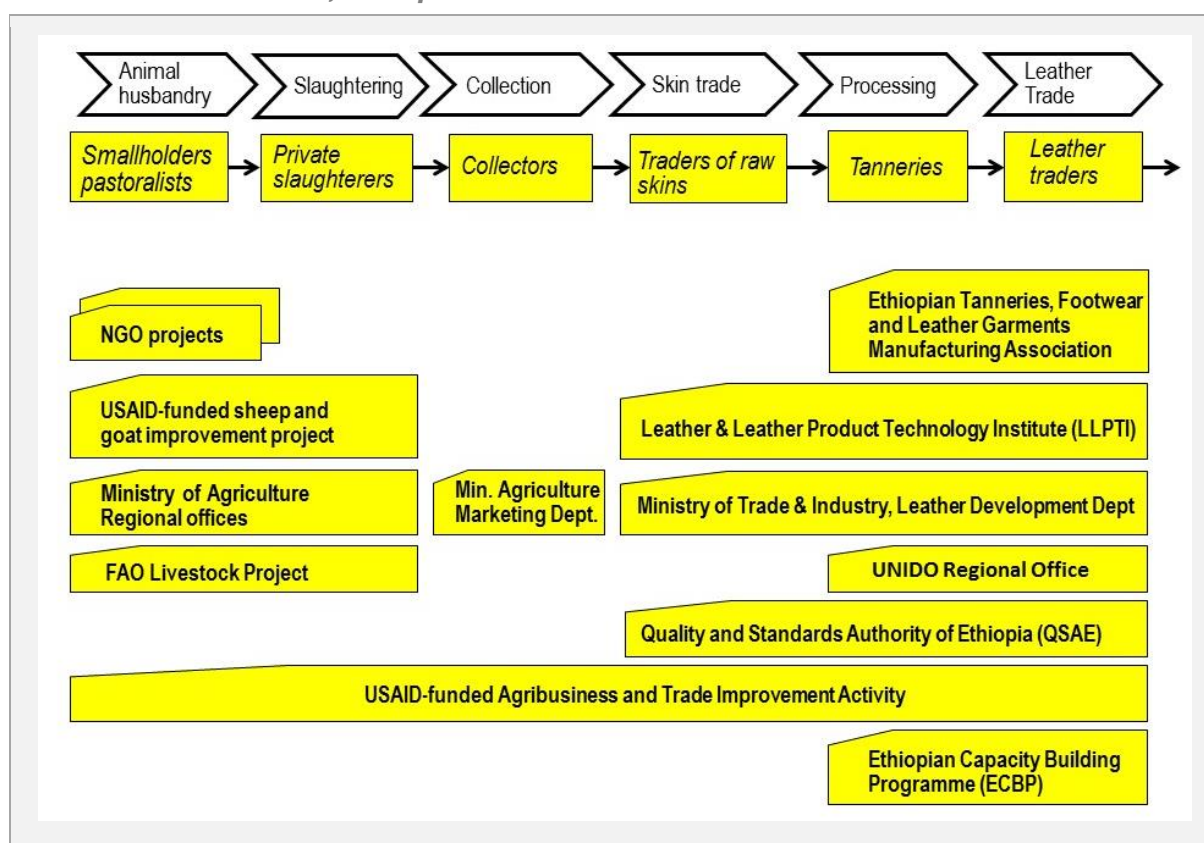 Animal
husbandry
Slaughtering
Collection
Skin trade
Processing
Leather
Trade
Smallholders
pastoralists
Private
slaughterers
Collectors
Traders of raw
skins
Tanneries
Leather
traders
NGO projects
Ethiopian Tanneries, Footwear
and Leather Garments
Manufacturing Association
USAID-funded sheep and
goat improvement project
Leather & Leather Product Technology Institute (LLPTI)
Ministry of Agriculture
Regional offices
Min. Agriculture
Marketing Dept.
Ministry of Trade & Industry, Leather Development Dept
FAO Livestock Project
UNIDO Regional Office
Quality and Standards Authority of Ethiopia (QSAE)
USAID-funded Agribusiness and Trade Improvement Activity
Ethiopian Capacity Building
Programme (ECBP)